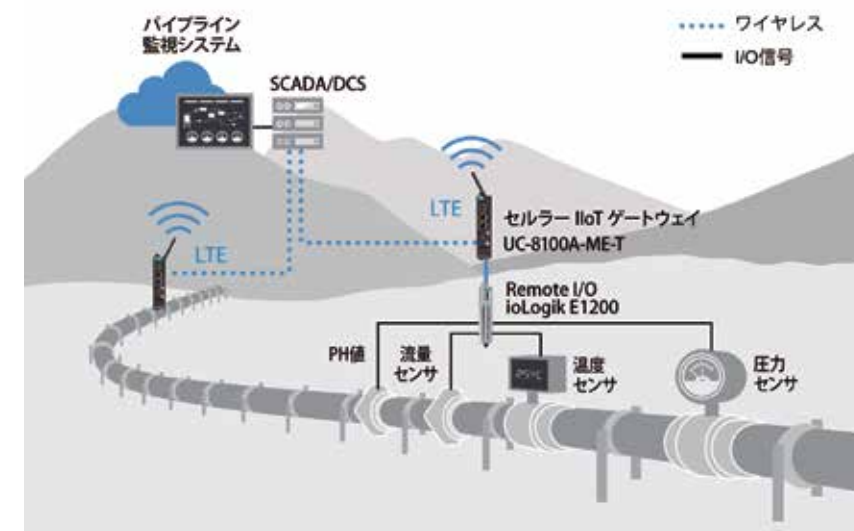 パイプライン
監視システム
SCADA/DCS
ワイヤレス
I/O信号
LTE
セルラー IIoT ゲートウェイ
UC-8100A-ME-T
LTE
Remote I/O
ioLogik E1200
PH値
流量
センサ
25°C
温度
センサ
圧力
センサ